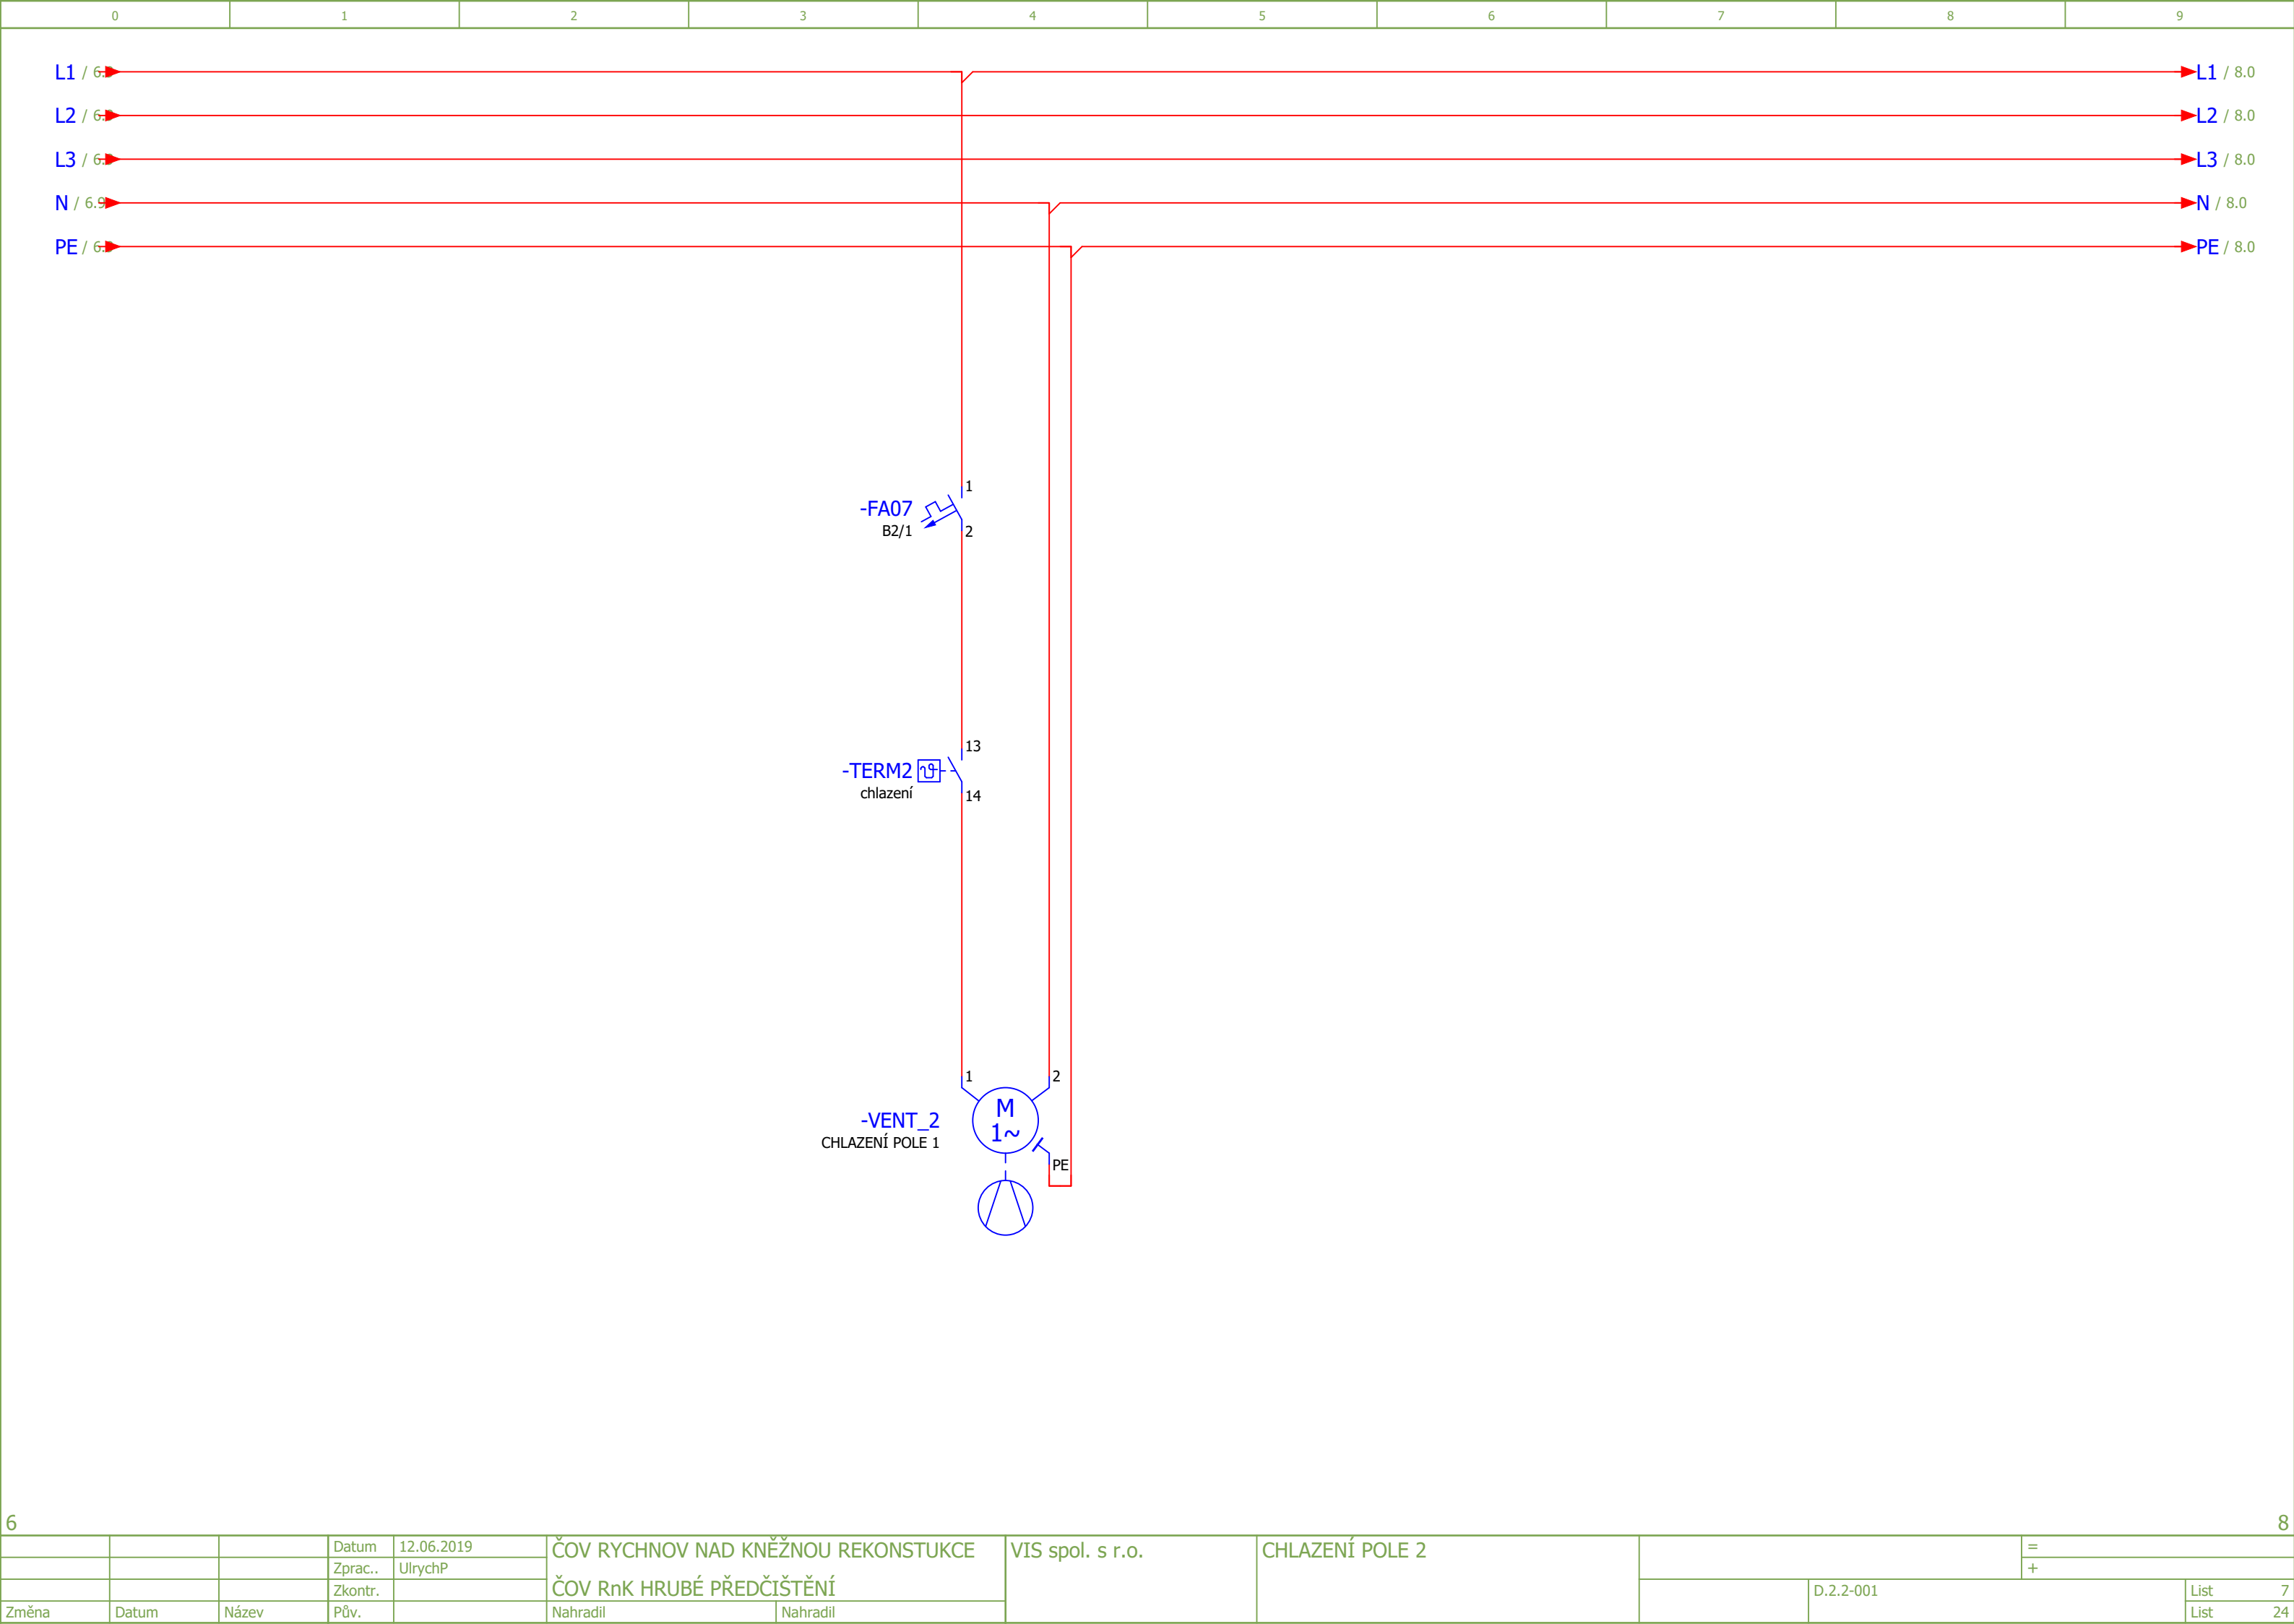 0 1 2 3 4 5 6 7 8 9
L1 / 6. L1 / 8.0
L2 / 6. L2 / 8.0
L3 / 6. L3 / 8.0
N / 6.9 N / 8.0
PE / 6. PE / 8.0
1
-FA07
B2/1
2
13
-TERM2
chlazení
14
1 2
M
1~
-VENT_2
CHLAZENÍ POLE 1
PE
6 8
Datum 12.06.2019
Zprac.. UlrychP
Zkontr.
Změna Datum Název Pův.
ČOV RYCHNOV NAD KNĚŽNOU REKONSTUKCE
ČOV RnK HRUBÉ PŘEDČIŠTĚNÍ
Nahradil Nahradil
VIS spol. s r.o.
CHLAZENÍ POLE 2
=
+
D.2.2-001
List 7
List 24